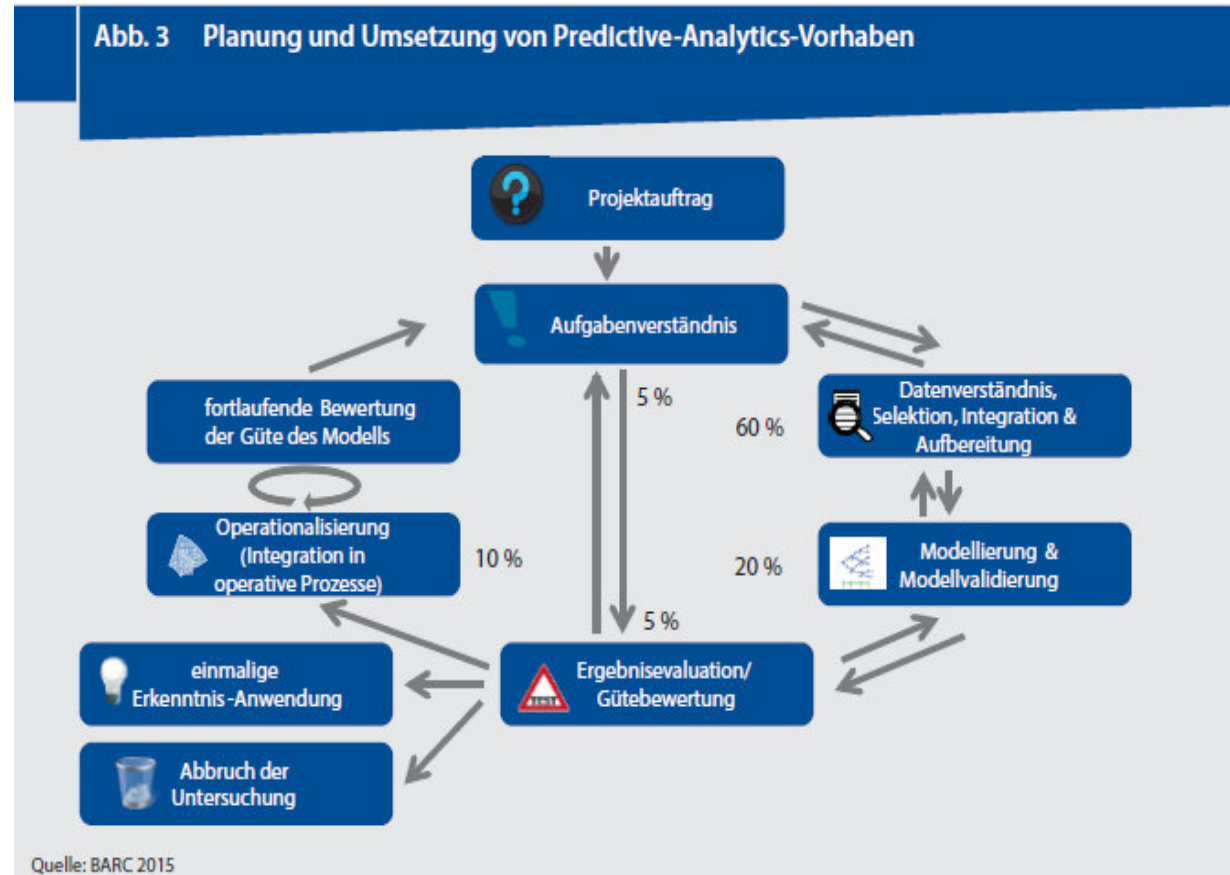 Abb. 3 Planung und Umsetzung von Predictive-Analytics-Vorhaben
Projektauftrag
Aufgabenverständnis
5 %
fortlaufende Bewertung
der Güte des Modells
60 %
Datenverständnis,
Selektion, Integration &
Aufbereitung
Operationalisierung
(Integration in
operative Prozesse)
10 %
20 %
Modellierung &
Modellvalidierung
5 %
einmalige
Erkenntnis-Anwendung
TEST
Ergebnisevaluation/
Gütebewertung
Abbruch der
Untersuchung
Quelle: BARC 2015